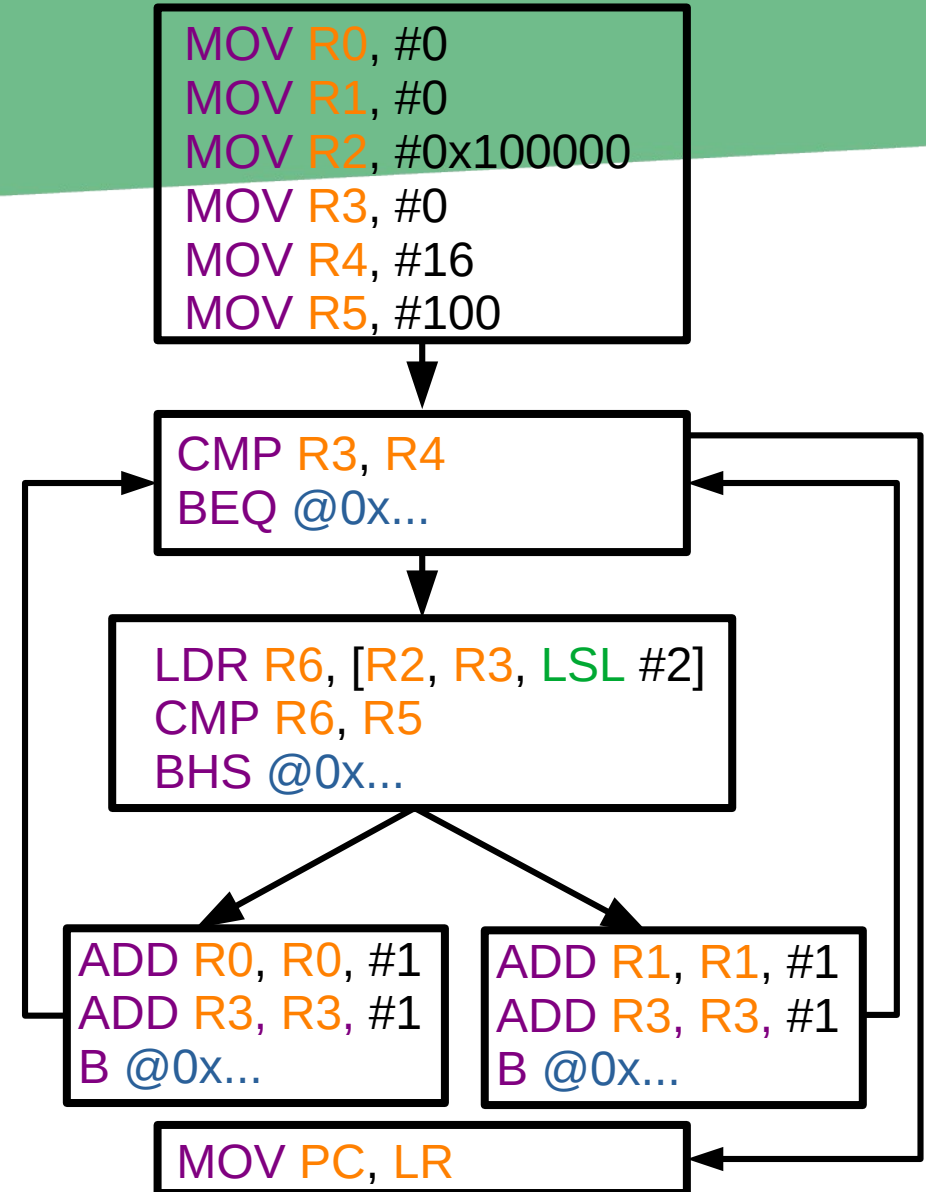 MOV R0, #0
MOV R1, #0
MOV R2, #0x100000
MOV R3, #0
MOV R4, #16
MOV R5, #100
CMP R3, R4
BEQ @0x...
LDR R6, [R2, R3, LSL #2]
CMP R6, R5
BHS @0x...
ADD R0, R0, #1
ADD R3, R3, #1
B @0x...
ADD R1, R1, #1
ADD R3, R3, #1
B @0x...
MOV PC, LR